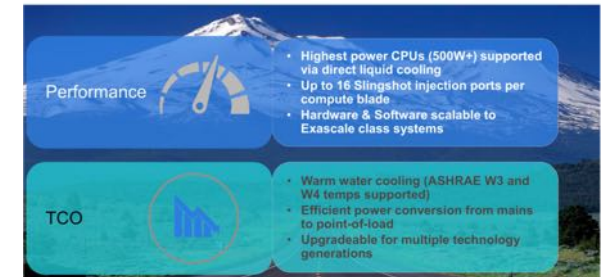 Performance
• Highest power CPUs (500W+) supported
via direct liquid cooling
• Up to 16 Slingshot injection ports per
compute blade
• Hardware & Software scalable to
Exascale class systems
TCO
• Warm water cooling (ASHRAE W3 and
W4 temps supported)
• Efficient power conversion from mains
to point-of-load
• Upgradeable for multiple technology
generations